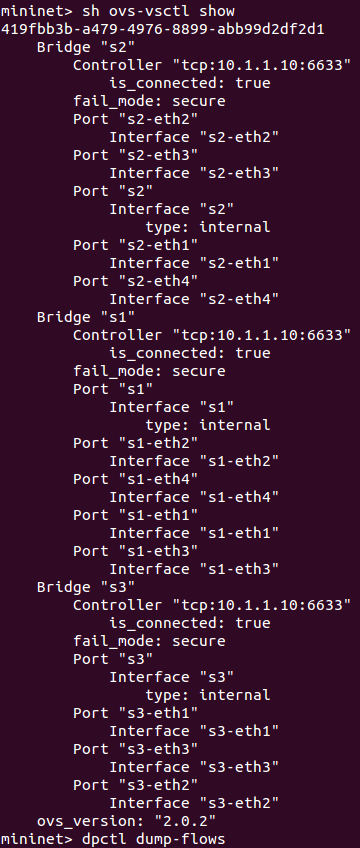 mininet> sh ovs-vsctl show
419fbb3b-a479-4976-8899-abb99d2df2d1
    Bridge "s2"
        Controller "tcp:10.1.1.10:6633"
            is_connected: true
        fail_mode: secure
        Port "s2-eth2"
            Interface "s2-eth2"
        Port "s2-eth3"
            Interface "s2-eth3"
        Port "s2"
            Interface "s2"
                type: internal
        Port "s2-eth1"
            Interface "s2-eth1"
        Port "s2-eth4"
            Interface "s2-eth4"
    Bridge "s1"
        Controller "tcp:10.1.1.10:6633"
            is_connected: true
        fail_mode: secure
        Port "s1"
            Interface "s1"
                type: internal
        Port "s1-eth2"
            Interface "s1-eth2"
        Port "s1-eth4"
            Interface "s1-eth4"
        Port "s1-eth1"
            Interface "s1-eth1"
        Port "s1-eth3"
            Interface "s1-eth3"
    Bridge "s3"
        Controller "tcp:10.1.1.10:6633"
            is_connected: true
        fail_mode: secure
        Port "s3"
            Interface "s3"
                type: internal
        Port "s3-eth1"
            Interface "s3-eth1"
        Port "s3-eth3"
            Interface "s3-eth3"
        Port "s3-eth2"
            Interface "s3-eth2"
    ovs_version: "2.0.2"
mininet> dpctl dump-flows